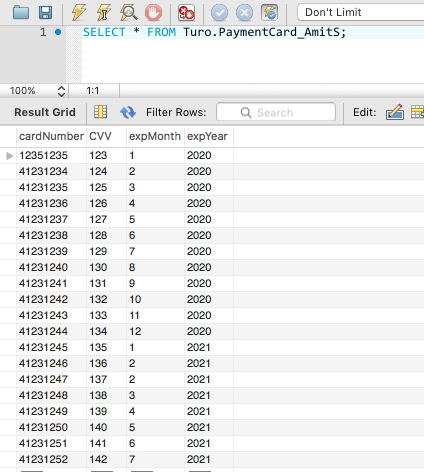 Don't Limit
1 SELECT * FROM Turo.PaymentCard_AmitS;
100% 1:1
Result Grid Filter Rows: Search Edit:
cardNumber CVV expMonth expYear
12351235 123 1 2020
41231234 124 2 2020
41231235 125 3 2020
41231236 126 4 2020
41231237 127 5 2020
41231238 128 6 2020
41231239 129 7 2020
41231240 130 8 2020
41231241 131 9 2020
41231242 132 10 2020
41231243 133 11 2020
41231244 134 12 2020
41231245 135 1 2021
41231246 136 2 2021
41231247 137 2 2021
41231248 138 3 2021
41231249 139 4 2021
41231250 140 5 2021
41231251 141 6 2021
41231252 142 7 2021